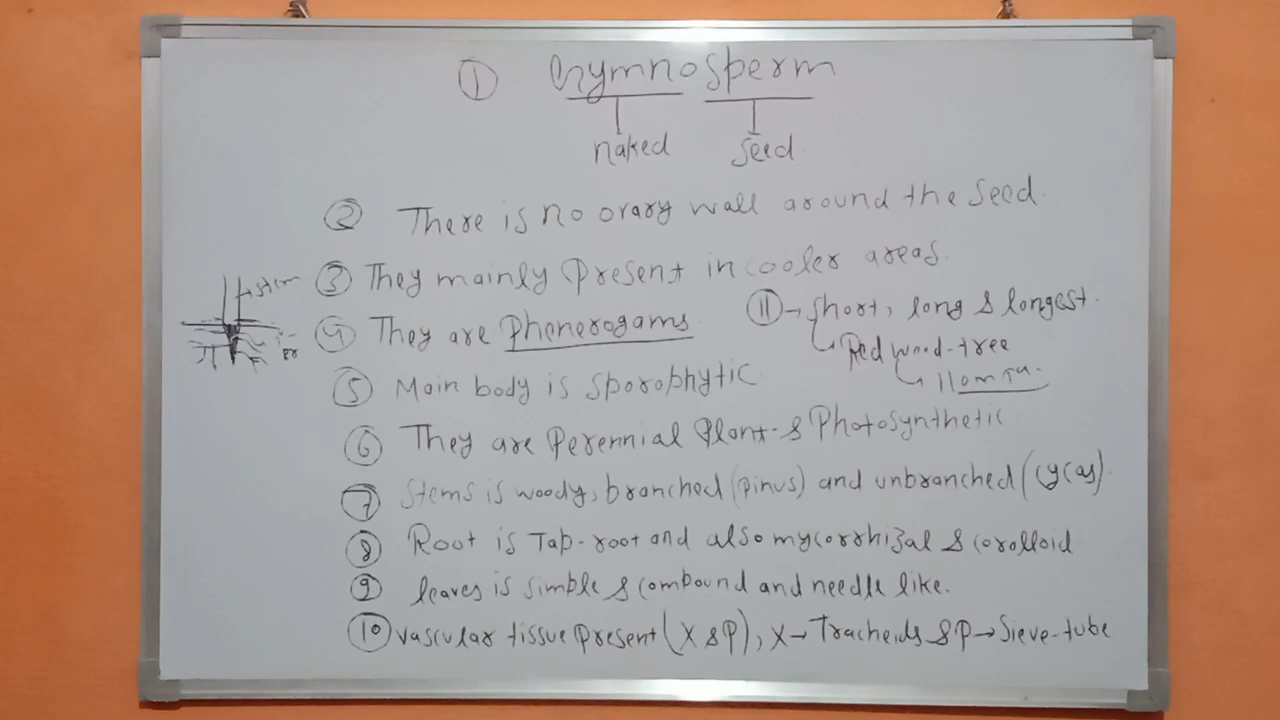 ① Gymnosperm
naked seed
② There is no ovary wall around the seed.
③ They mainly Present in cooler areas.
④ They are Phenerogams
⑤ Main body is sporophytic
⑥ They are Perennial Plant & Photosynthetic
⑦ Stems is woody, branched (pinus) and unbranched (cycas).
⑧ Root is Tap-root and also mycorrhizal & coralloid
⑨ leaves is simple & compound and needle like.
⑩ vascular tissue present (X & P), X → Tracheids & P → Sieve-tube
⑪ → short, long & longest.
Red wood-tree
stem